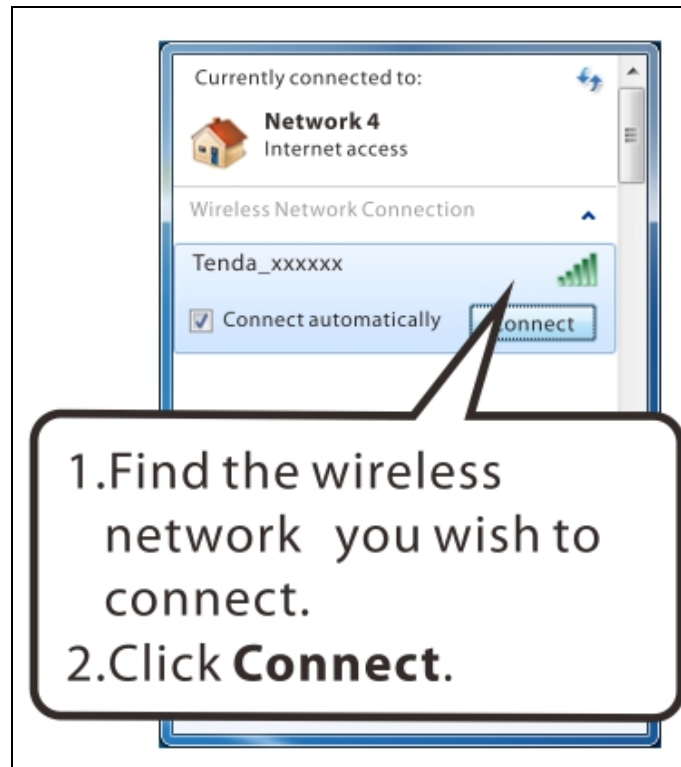 Currently connected to:
Network 4
Internet access
Wireless Network Connection
Tenda_xxxxxx
Connect automatically
Connect
1.Find the wireless
network you wish to
connect.
2.Click Connect.